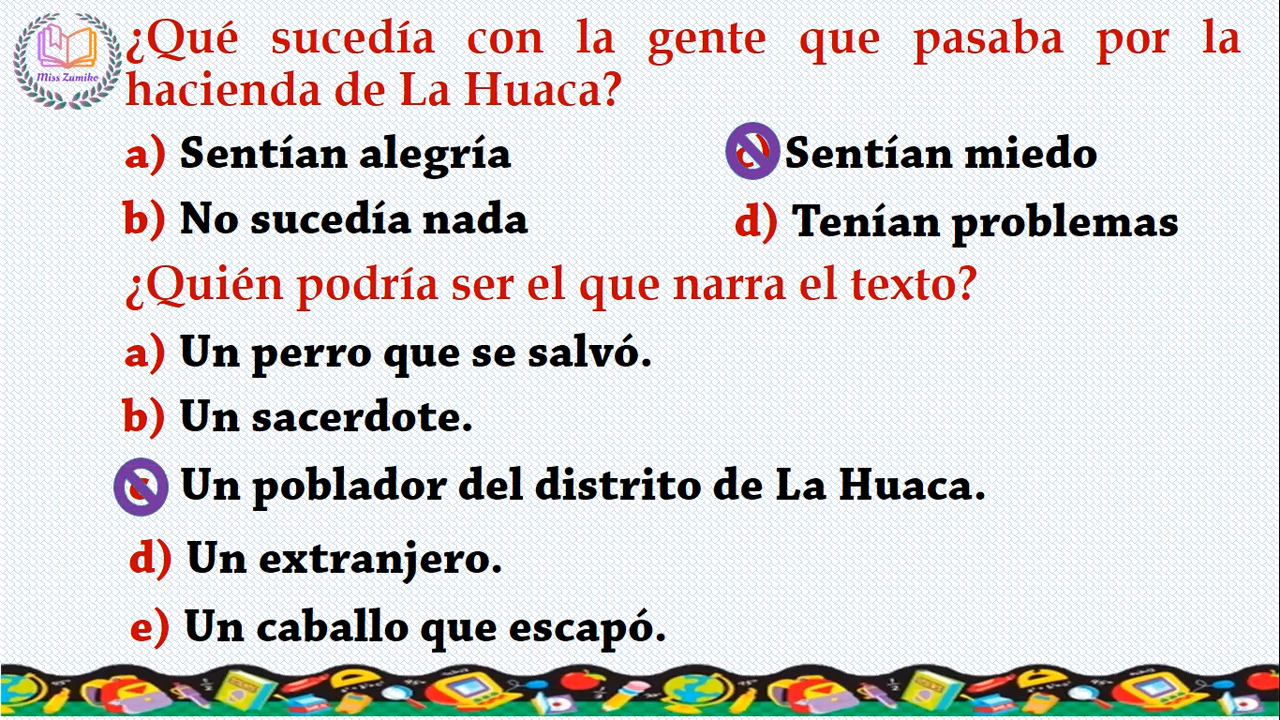 Miss Zumiko
¿Qué sucedía con la gente que pasaba por la
hacienda de La Huaca?
a) Sentían alegría
c) Sentían miedo
b) No sucedía nada
d) Tenían problemas
¿Quién podría ser el que narra el texto?
a) Un perro que se salvó.
b) Un sacerdote.
c Un poblador del distrito de La Huaca.
d) Un extranjero.
e) Un caballo que escapó.